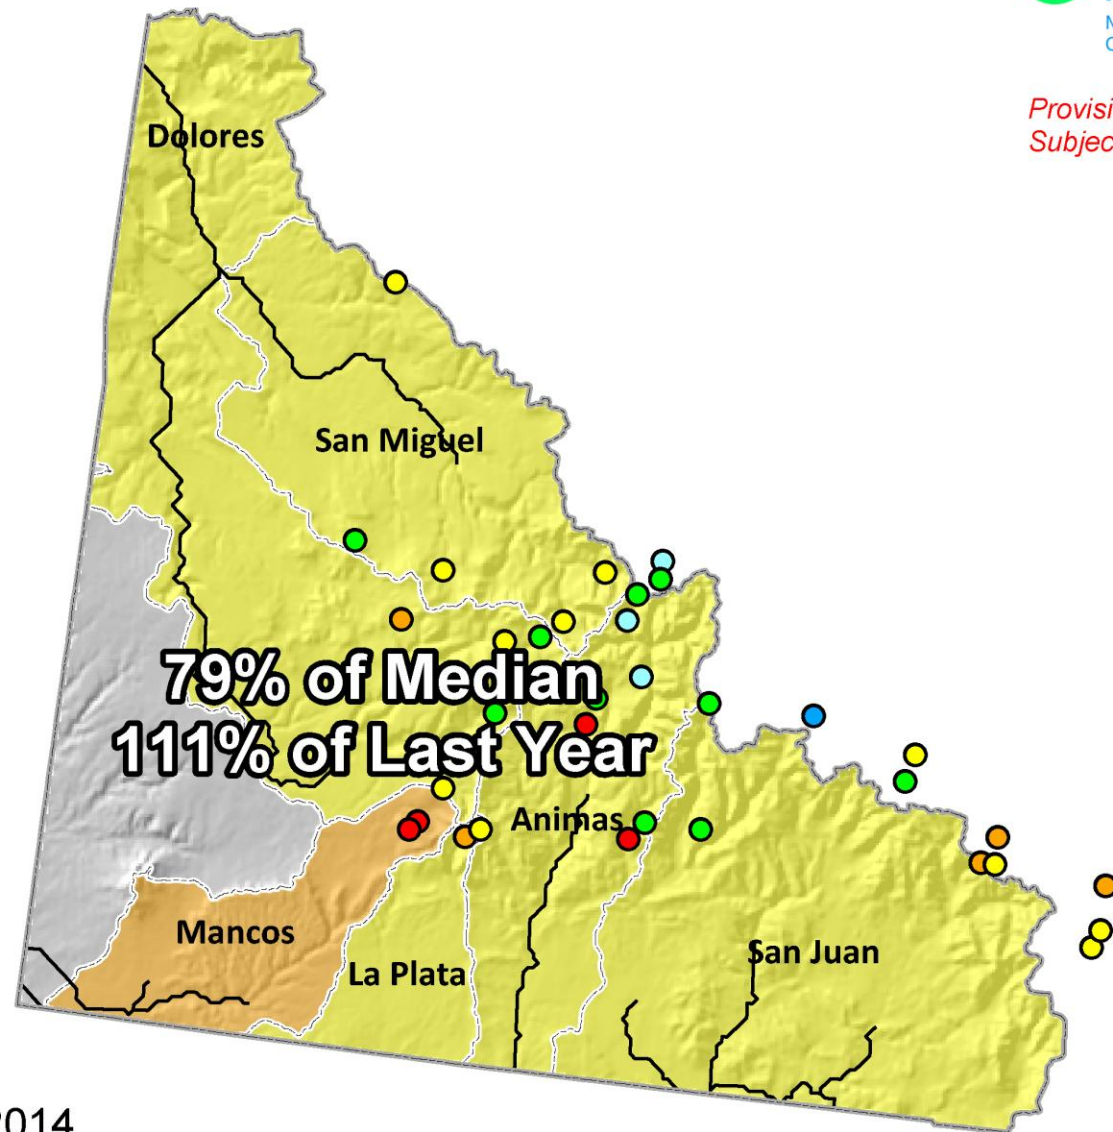 Provisi
Subjec
Dolores
San Miguel
79% of Median
111% of Last Year
Animas
Mancos
San Juan
La Plata
2014